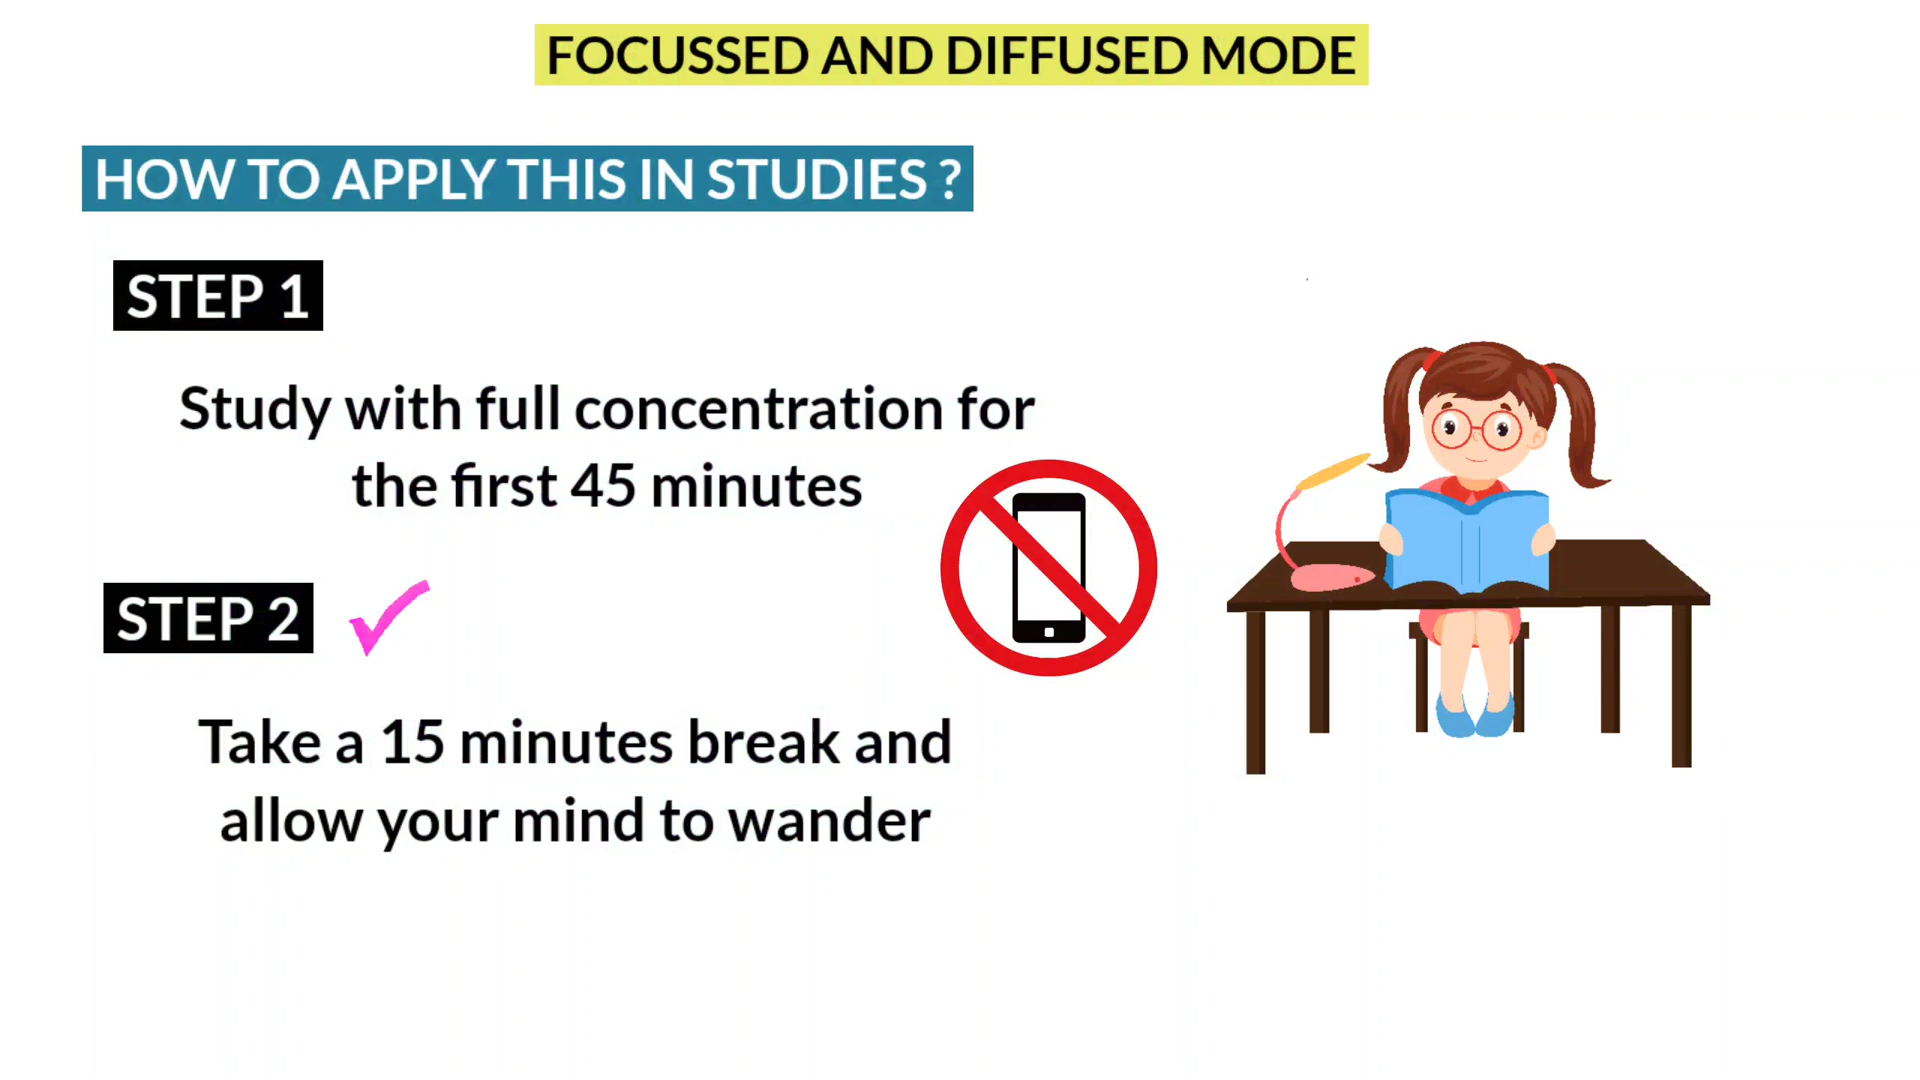 FOCUSSED AND DIFFUSED MODE
HOW TO APPLY THIS IN STUDIES ?
STEP 1
Study with full concentration for
the first 45 minutes
STEP 2
Take a 15 minutes break and
allow your mind to wander